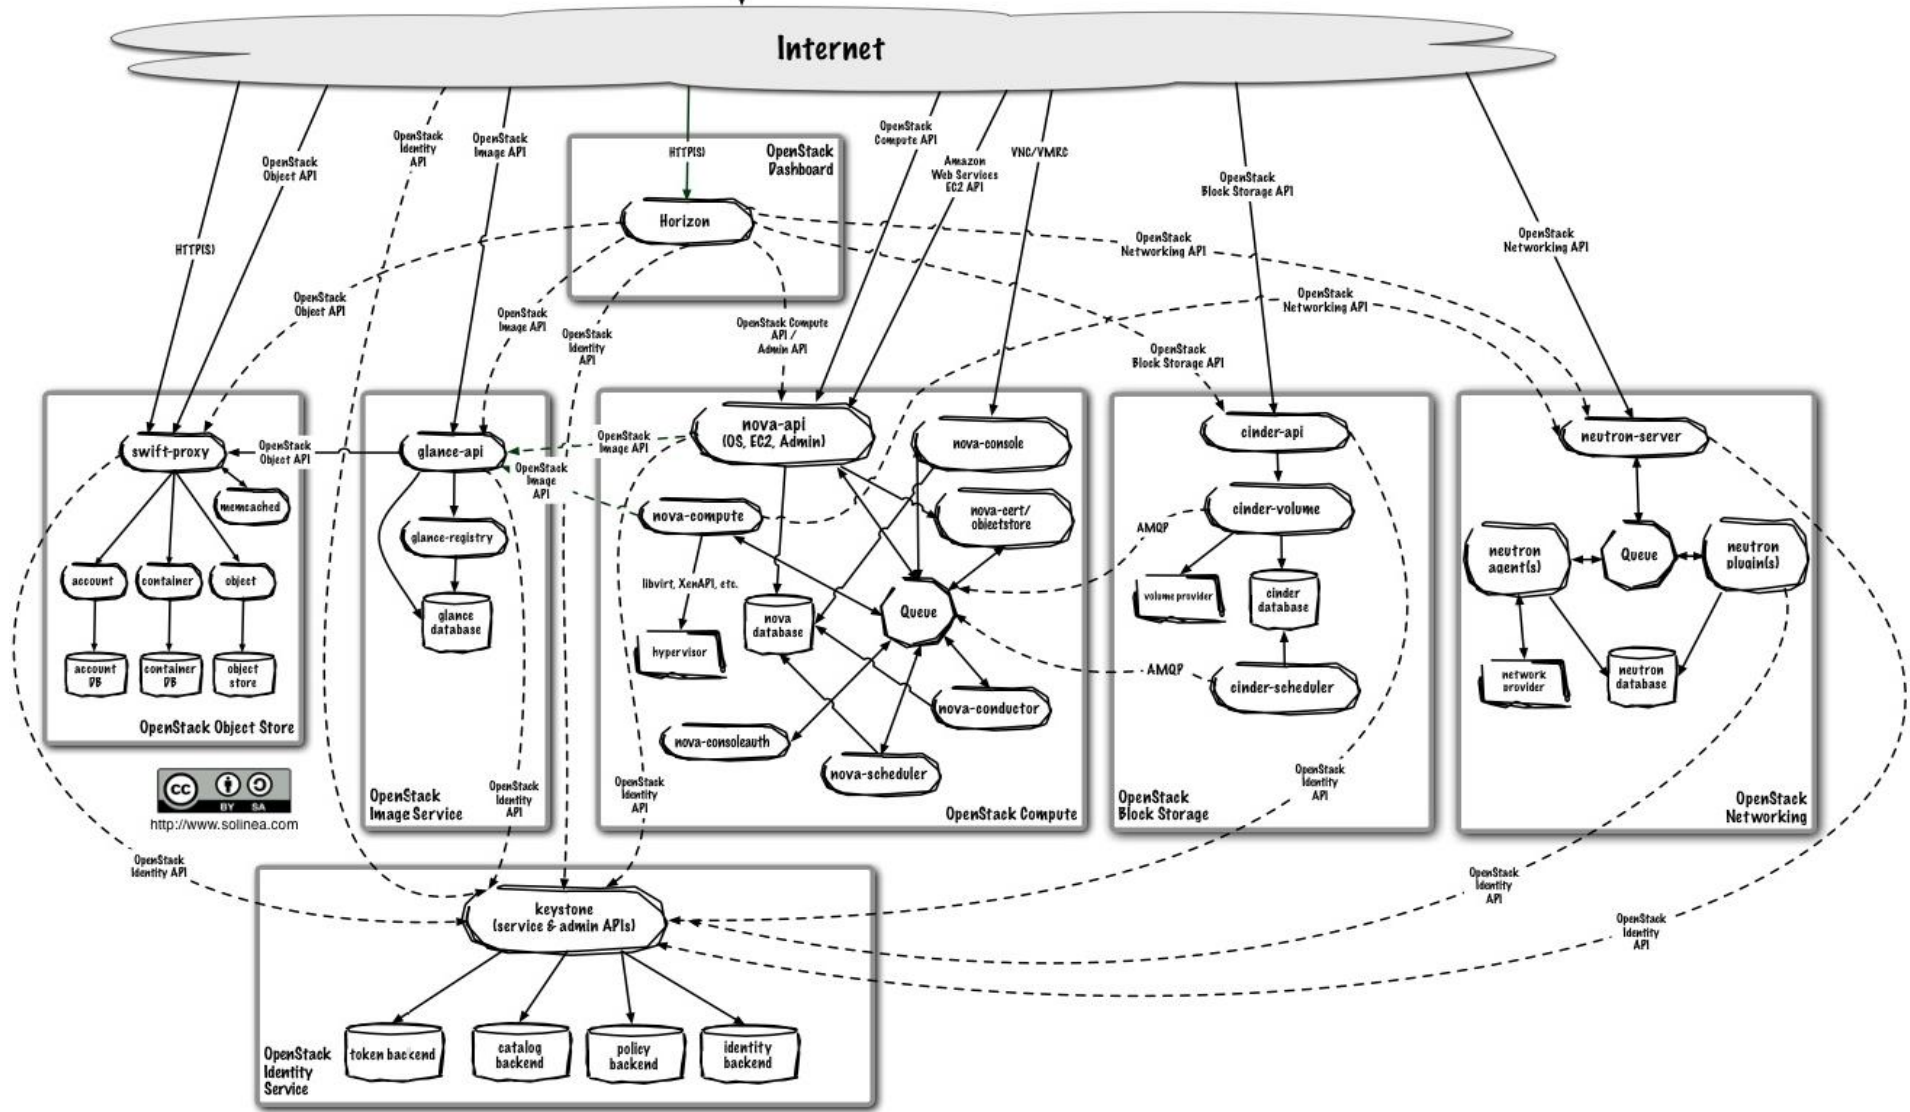 Internet
OpenStack
Identity
API
OpenStack
Image API
OpenStack
Object API
HTTP(S)
HTTP(S)
OpenStack
Dashboard
Horizon
OpenStack
Compute API
Amazon
Web Services
EC2 API
VNC/VMRC
OpenStack
Block Storage API
OpenStack
Networking API
OpenStack
Networking API
OpenStack
Networking API
OpenStack
Object API
OpenStack
Image API
OpenStack
Identity
API
OpenStack Compute
API /
Admin API
OpenStack
Block Storage API
swift-proxy
memcached
account
container
object
account
DB
container
DB
object
store
OpenStack Object Store
OpenStack
Object API
glance-api
glance-registry
glance
database
OpenStack
Identity
API
OpenStack
Image Service
OpenStack
Image API
OpenStack
Image
API
nova-api
(OS, EC2, Admin)
nova-console
nova-compute
nova-cert/
objectstore
libvirt, XenAPI, etc.
hypervisor
nova
database
Queue
nova-conductor
nova-consoleauth
nova-scheduler
OpenStack
Identity
API
OpenStack Compute
cinder-api
cinder-volume
AMQP
volume provider
cinder
database
AMQP
cinder-scheduler
OpenStack
Identity
API
OpenStack
Block Storage
neutron-server
neutron
agent(s)
Queue
neutron
plugin(s)
network
provider
neutron
database
OpenStack
Networking
cc
BY SA
http://www.solinea.com
OpenStack
Identity API
OpenStack
Identity
API
OpenStack
Identity
API
keystone
(service & admin APIs)
token backend
catalog
backend
policy
backend
identity
backend
OpenStack
Identity
Service